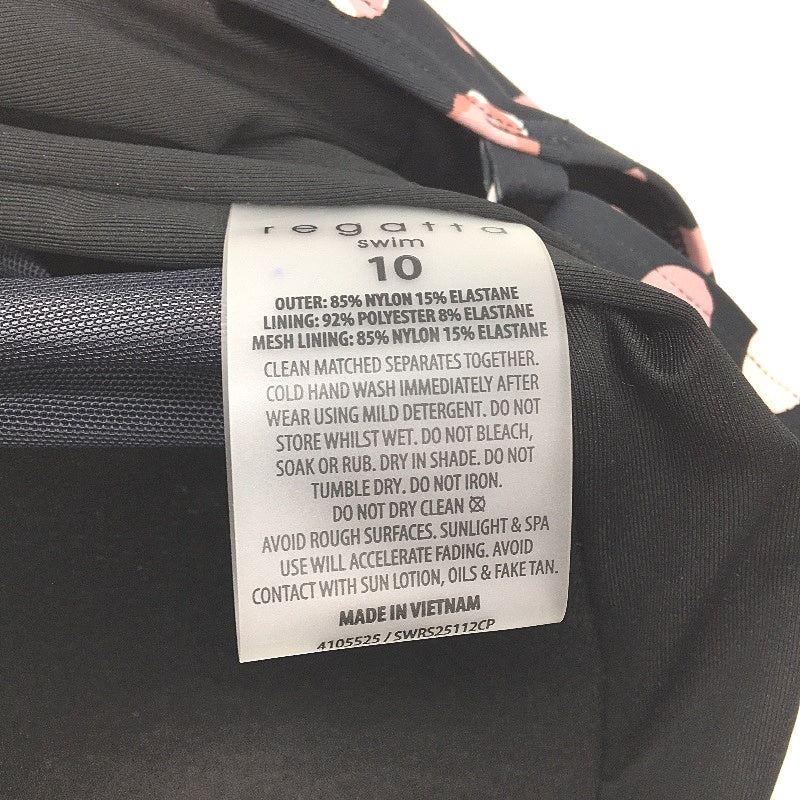 regatta
swim
10
OUTER: 85% NYLON 15% ELASTANE
LINING: 92% POLYESTER 8% ELASTANE
MESH LINING: 85% NYLON 15% ELASTANE
CLEAN MATCHED SEPARATES TOGETHER.
COLD HAND WASH IMMEDIATELY AFTER
WEAR USING MILD DETERGENT. DO NOT
STORE WHILST WET. DO NOT BLEACH,
SOAK OR RUB. DRY IN SHADE. DO NOT
TUMBLE DRY. DO NOT IRON.
DO NOT DRY CLEAN
AVOID ROUGH SURFACES. SUNLIGHT & SPA
USE WILL ACCELERATE FADING. AVOID
CONTACT WITH SUN LOTION, OILS & FAKE TAN.
MADE IN VIETNAM
4105525 / SWRS25112CP